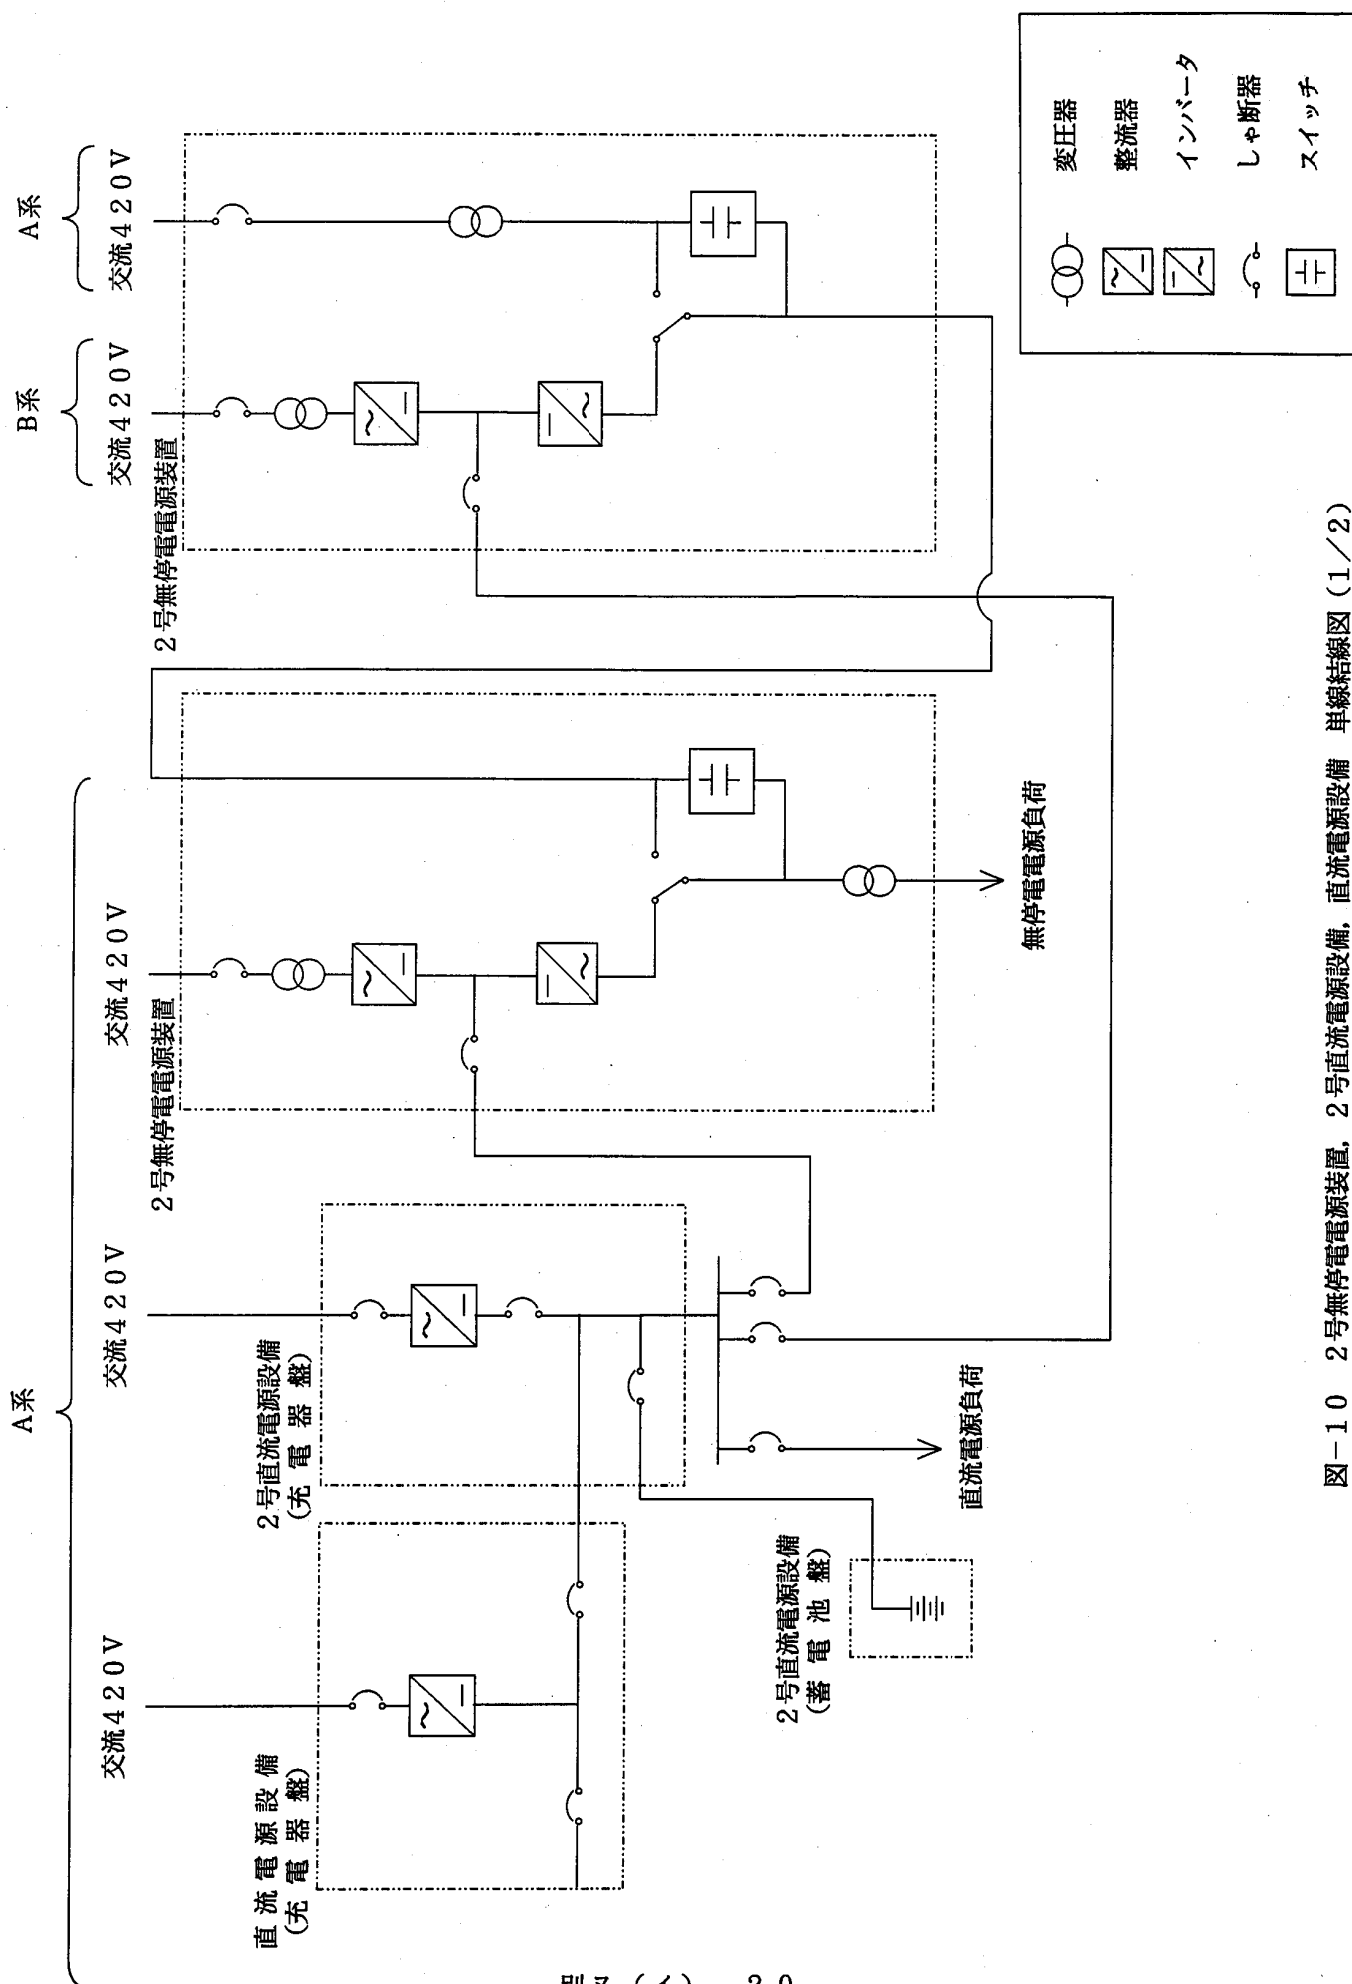 A系
交流420V
直流電源設備
(充電器盤)
交流420V
2号直流電源設備
(充電器盤)
交流420V
2号無停電電源装置
B系
交流420V
2号無停電電源装置
A系
交流420V
2号直流電源設備
(蓄電池盤)
直流電源負荷
無停電電源負荷
変圧器
整流器
インバータ
しゃ断器
スイッチ
図-10 2号無停電電源装置，2号直流電源設備，直流電源設備 単線結線図(1/2)